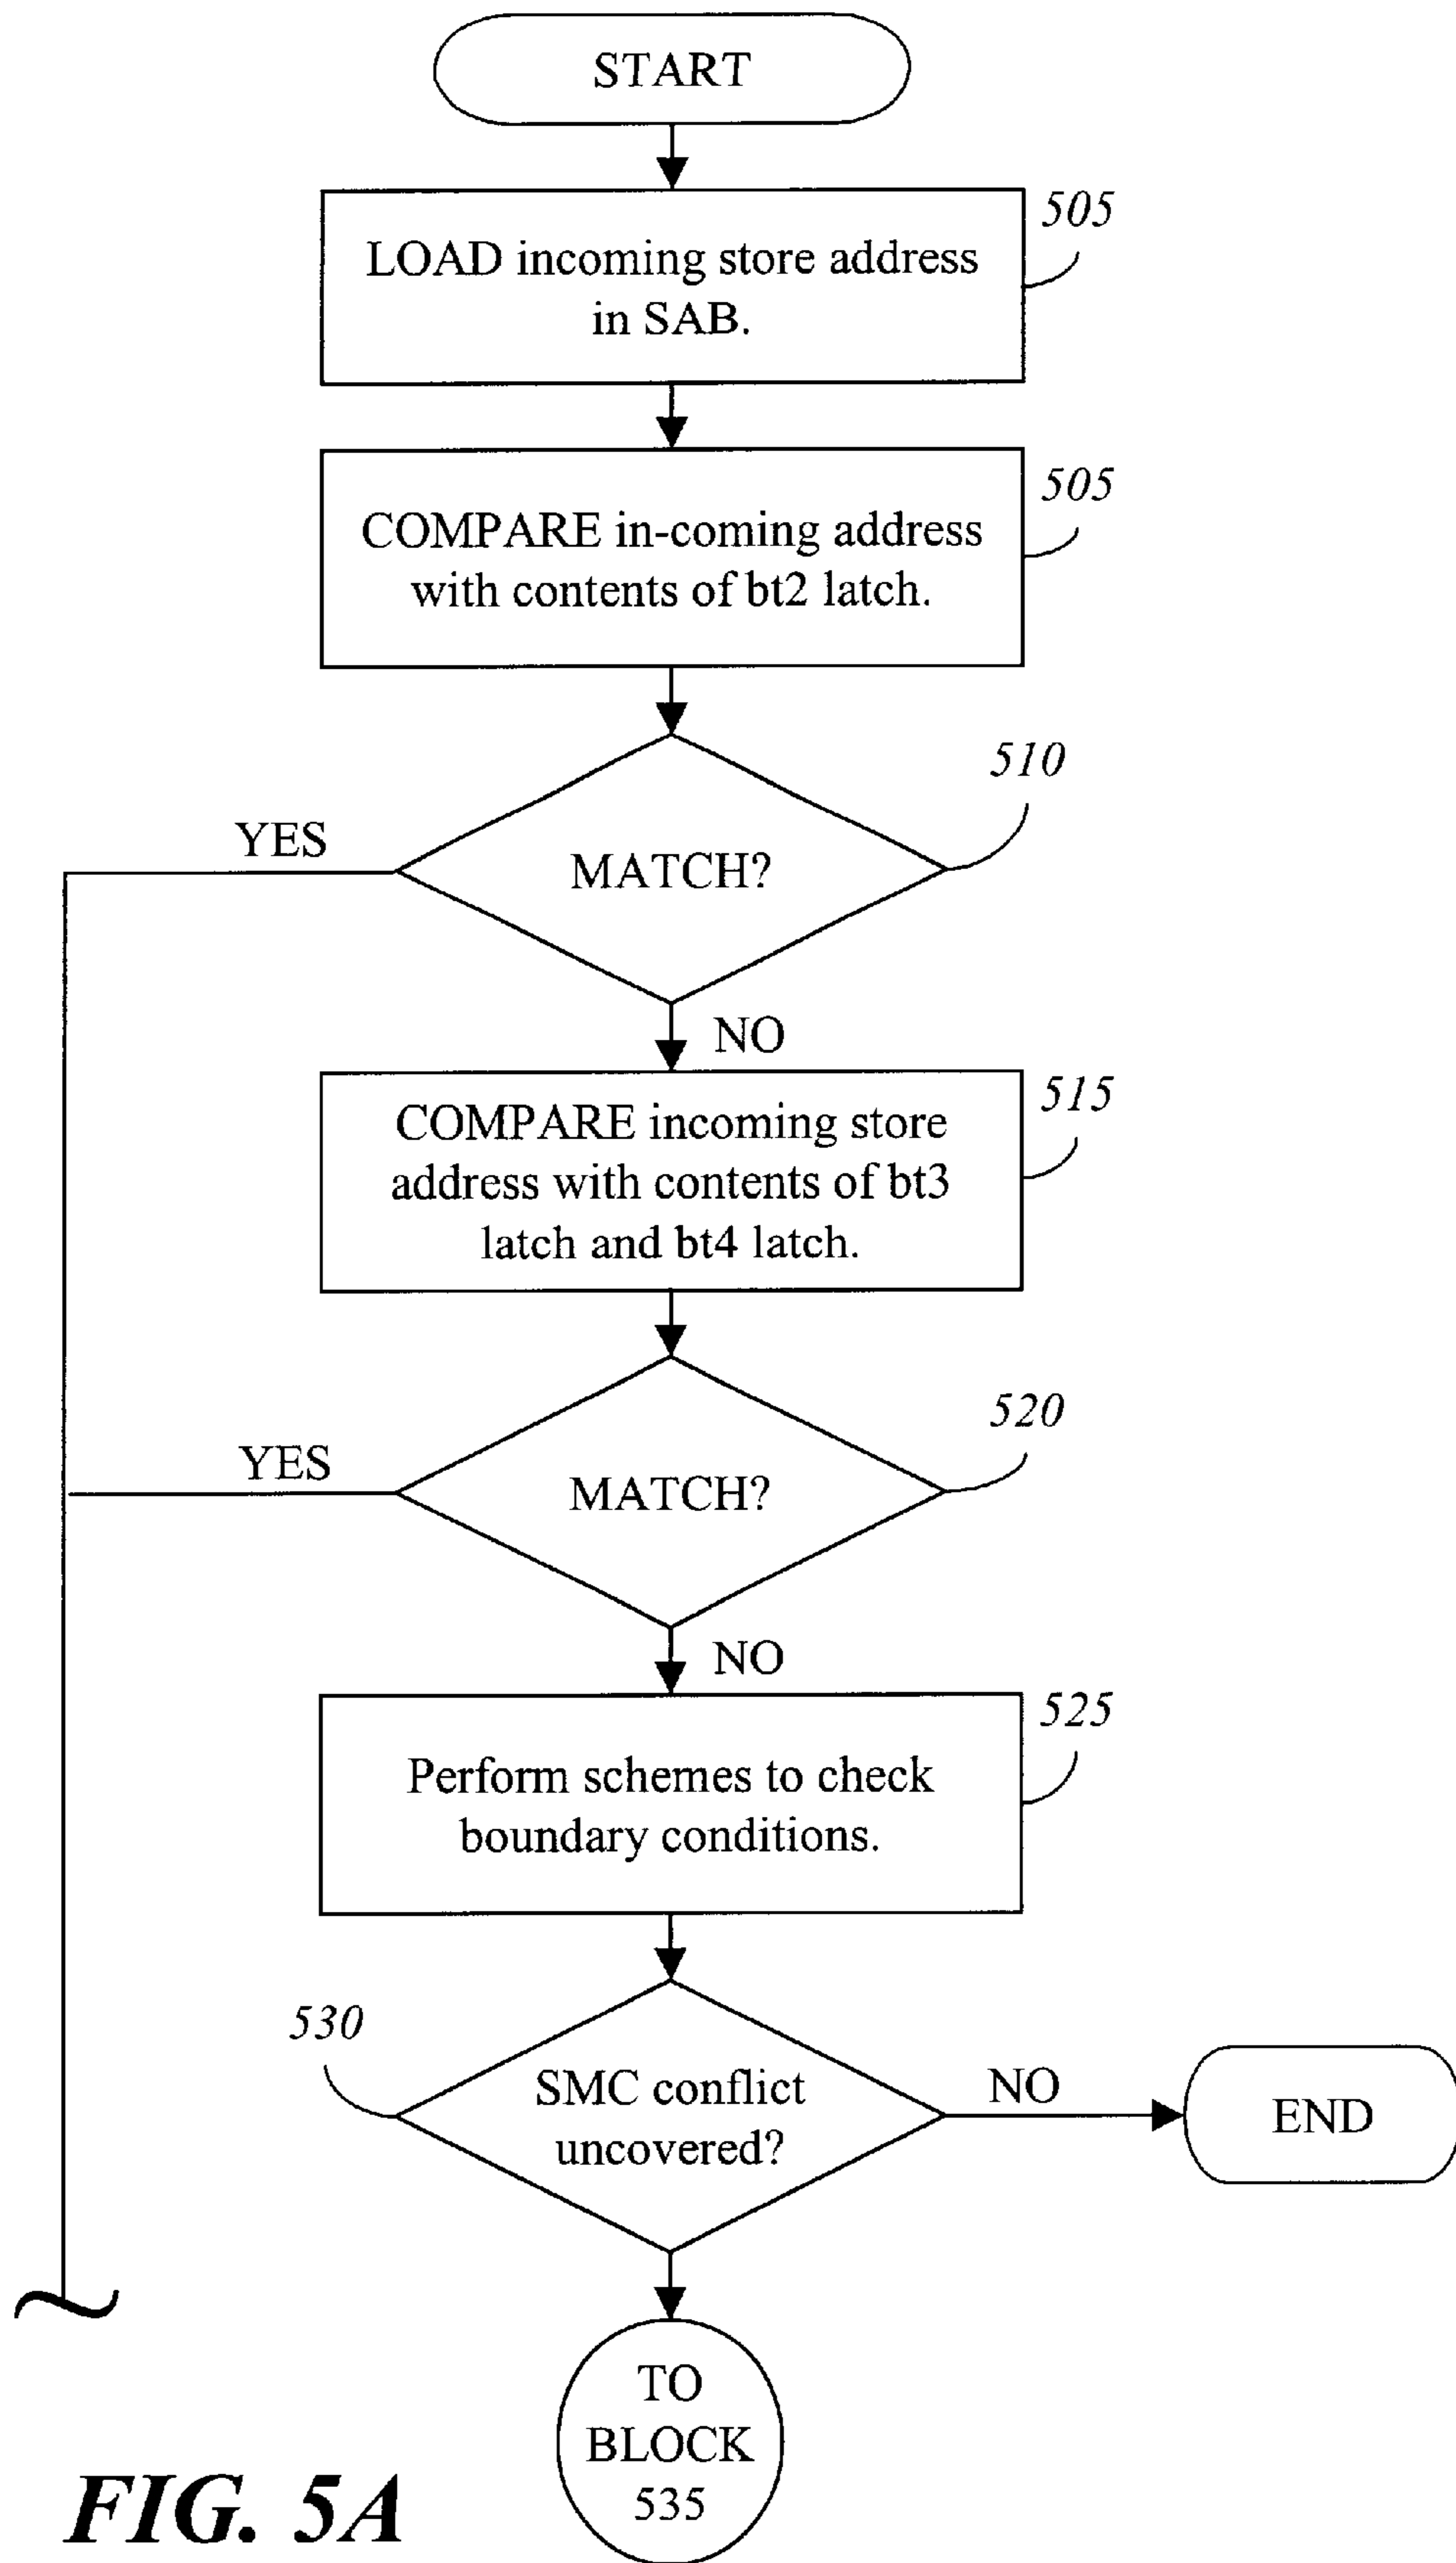 START
505
LOAD incoming store address
in SAB.
505
COMPARE in-coming address
with contents of bt2 latch.
510
YES
MATCH?
NO
515
COMPARE incoming store
address with contents of bt3
latch and bt4 latch.
520
YES
MATCH?
NO
525
Perform schemes to check
boundary conditions.
530
SMC conflict
uncovered?
NO
END
TO
BLOCK
535
FIG. 5A